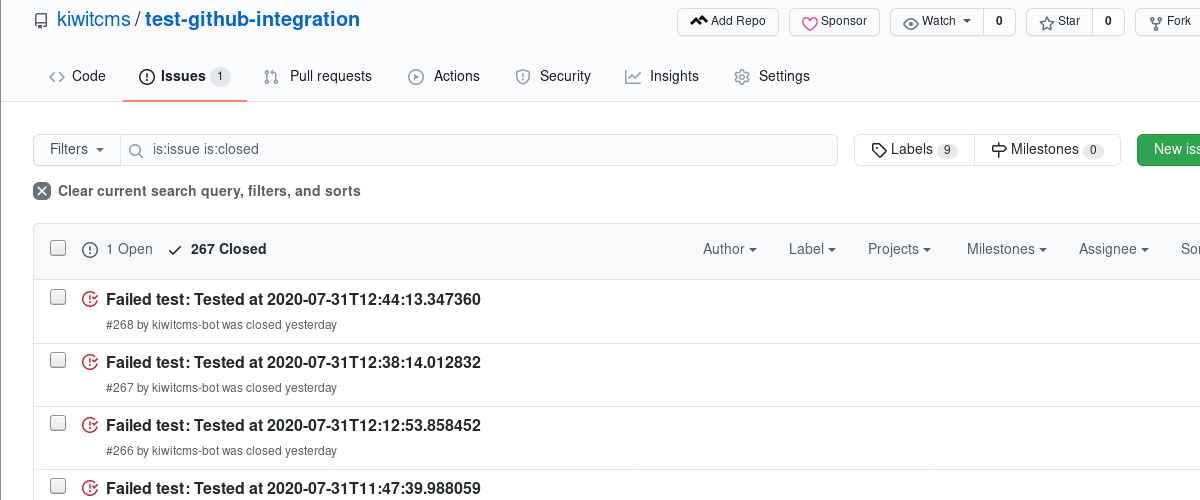 kiwitcms / test-github-integration
Add Repo Sponsor Watch 0 Star 0 Fork
Code Issues 1 Pull requests Actions Security Insights Settings
Filters is:issue is:closed Labels 9 Milestones 0 New iss
Clear current search query, filters, and sorts
1 Open 267 Closed Author Label Projects Milestones Assignee Sor
Failed test: Tested at 2020-07-31T12:44:13.347360
#268 by kiwitcms-bot was closed yesterday
Failed test: Tested at 2020-07-31T12:38:14.012832
#267 by kiwitcms-bot was closed yesterday
Failed test: Tested at 2020-07-31T12:12:53.858452
#266 by kiwitcms-bot was closed yesterday
Failed test: Tested at 2020-07-31T11:47:39.988059